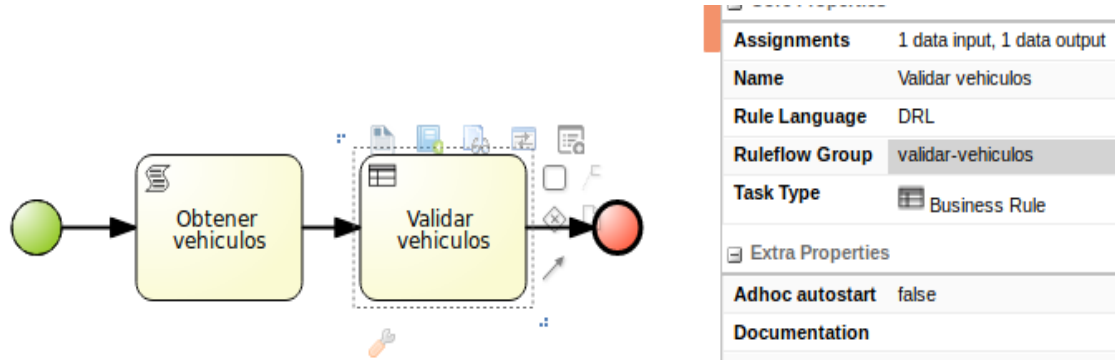 Obtener
vehiculos
Validar
vehiculos
Assignments 1 data input, 1 data output
Name Validar vehiculos
Rule Language DRL
Ruleflow Group validar-vehiculos
Task Type Business Rule
Extra Properties
Adhoc autostart false
Documentation